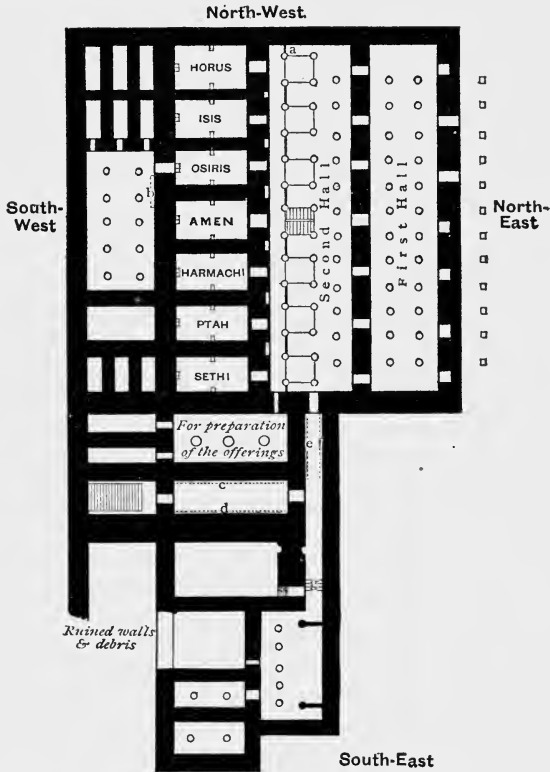 North-West.
a
HORUS
ISIS
OSIRIS
b
AMEN
South-
West
North-
East
Second Hall
First Hall
HARMACHI
PTAH
SETHI
For preparation
of the offerings
e
c
d
Ruined walls
& debris
South-East